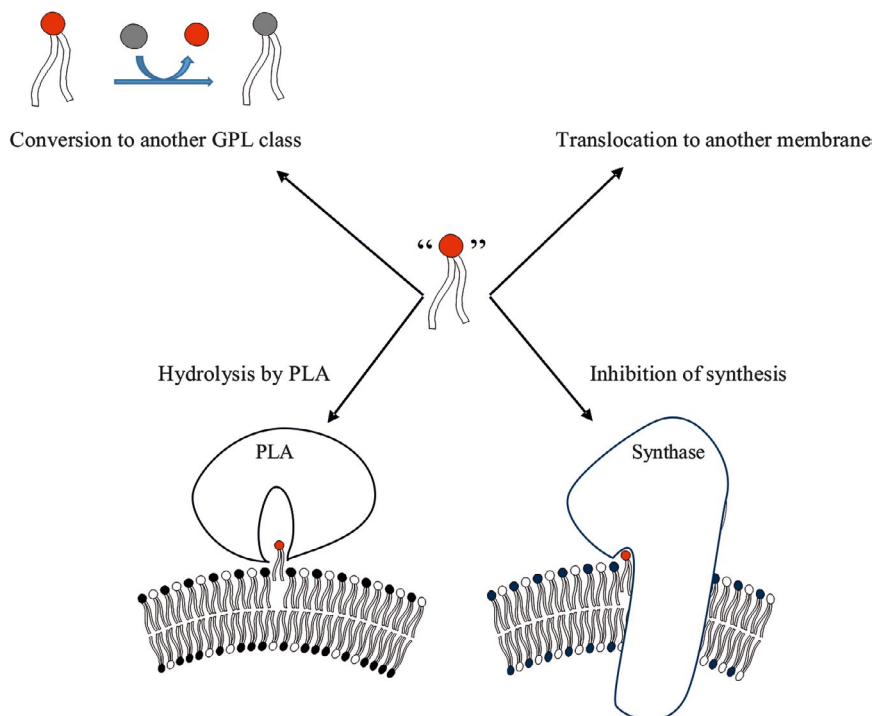 Conversion to another GPL class
Translocation to another membrane
“ ”
Hydrolysis by PLA
Inhibition of synthesis
PLA
Synthase